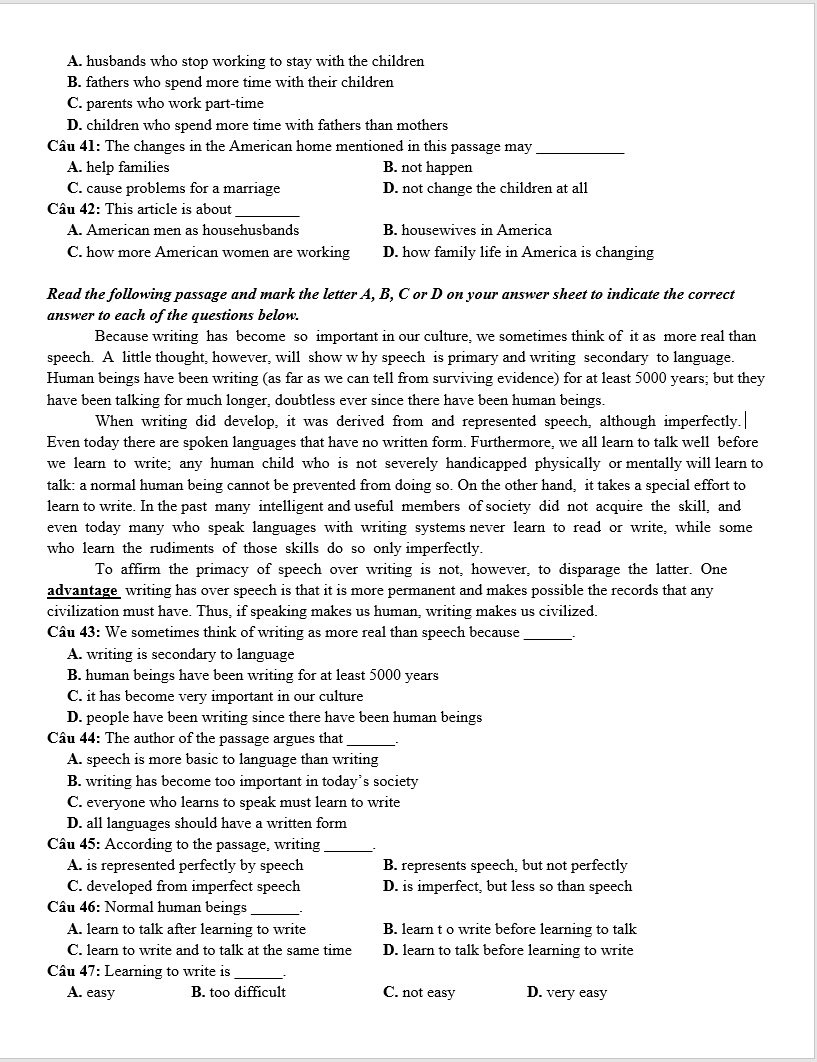 A. husbands who stop working to stay with the children
B. fathers who spend more time with their children
C. parents who work part-time
D. children who spend more time with fathers than mothers
Câu 41: The changes in the American home mentioned in this passage may ____________
A. help families B. not happen
C. cause problems for a marriage D. not change the children at all
Câu 42: This article is about _________
A. American men as househusbands B. housewives in America
C. how more American women are working D. how family life in America is changing
Read the following passage and mark the letter A, B, C or D on your answer sheet to indicate the correct
answer to each of the questions below.
Because writing has become so important in our culture, we sometimes think of it as more real than
speech. A little thought, however, will show w hy speech is primary and writing secondary to language.
Human beings have been writing (as far as we can tell from surviving evidence) for at least 5000 years; but they
have been talking for much longer, doubtless ever since there have been human beings.
When writing did develop, it was derived from and represented speech, although imperfectly.
Even today there are spoken languages that have no written form. Furthermore, we all learn to talk well before
we learn to write; any human child who is not severely handicapped physically or mentally will learn to
talk: a normal human being cannot be prevented from doing so. On the other hand, it takes a special effort to
learn to write. In the past many intelligent and useful members of society did not acquire the skill, and
even today many who speak languages with writing systems never learn to read or write, while some
who learn the rudiments of those skills do so only imperfectly.
To affirm the primacy of speech over writing is not, however, to disparage the latter. One
advantage writing has over speech is that it is more permanent and makes possible the records that any
civilization must have. Thus, if speaking makes us human, writing makes us civilized.
Câu 43: We sometimes think of writing as more real than speech because _______.
A. writing is secondary to language
B. human beings have been writing for at least 5000 years
C. it has become very important in our culture
D. people have been writing since there have been human beings
Câu 44: The author of the passage argues that _______.
A. speech is more basic to language than writing
B. writing has become too important in today's society
C. everyone who learns to speak must learn to write
D. all languages should have a written form
Câu 45: According to the passage, writing _______.
A. is represented perfectly by speech B. represents speech, but not perfectly
C. developed from imperfect speech D. is imperfect, but less so than speech
Câu 46: Normal human beings _______.
A. learn to talk after learning to write B. learn t o write before learning to talk
C. learn to write and to talk at the same time D. learn to talk before learning to write
Câu 47: Learning to write is _______.
A. easy B. too difficult C. not easy D. very easy